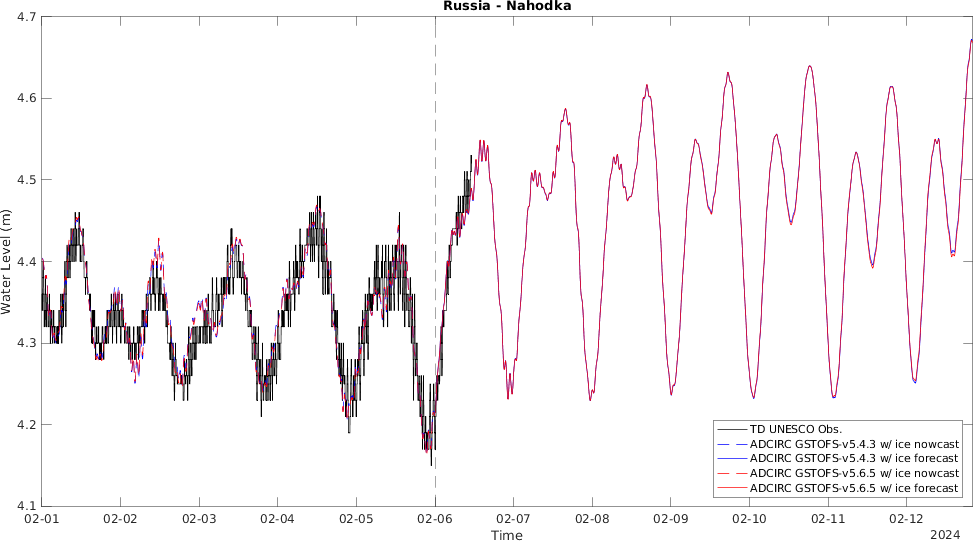 Russia - Nahodka
4.7
4.6
4.5
4.4
4.3
4.2
4.1
Water Level (m)
02-01 02-02 02-03 02-04 02-05 02-06 02-07 02-08 02-09 02-10 02-11 02-12
Time
2024
TD UNESCO Obs.
ADCIRC GSTOFS-v5.4.3 w/ ice nowcast
ADCIRC GSTOFS-v5.4.3 w/ ice forecast
ADCIRC GSTOFS-v5.6.5 w/ ice nowcast
ADCIRC GSTOFS-v5.6.5 w/ ice forecast